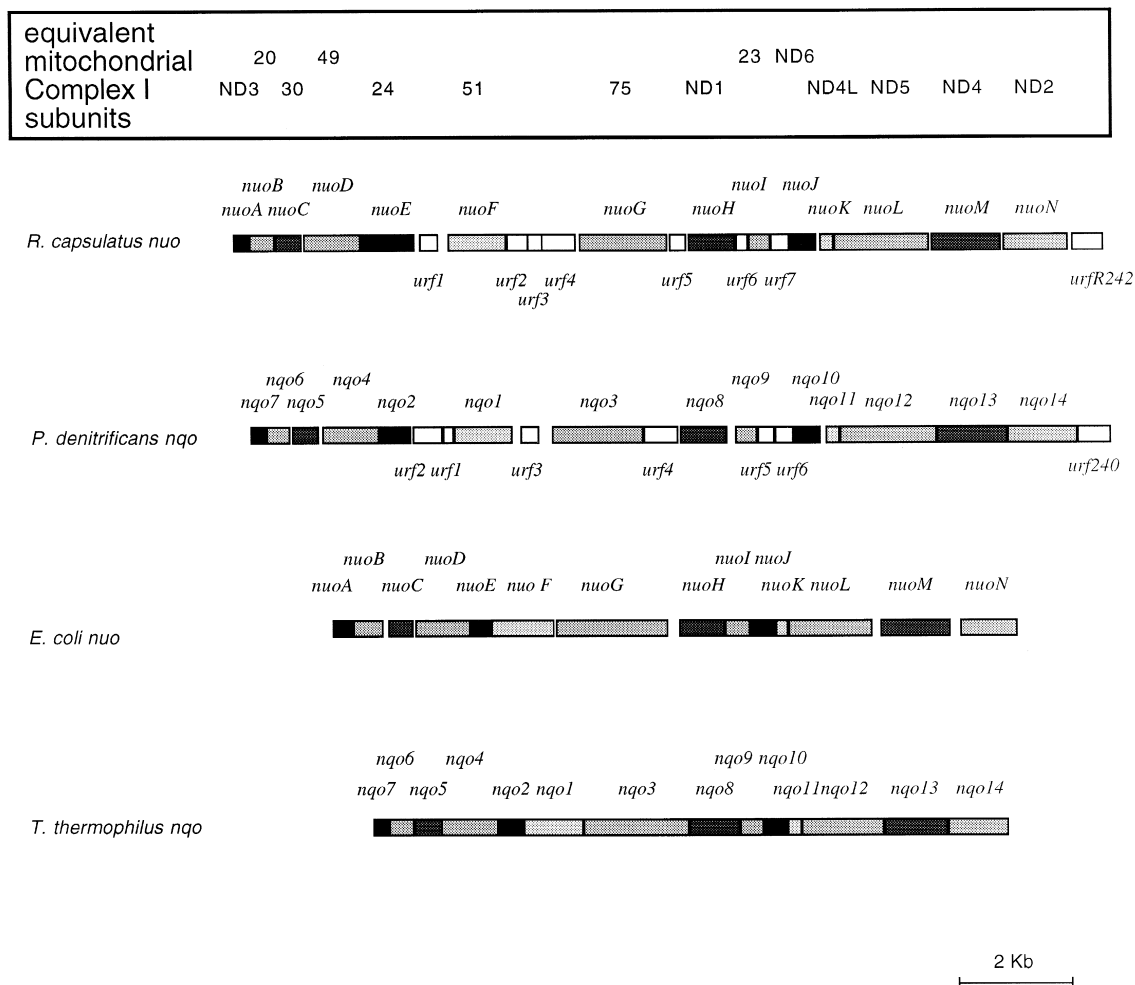 equivalent
20 49 23 ND6
mitochondrial
Complex I ND3 30 24 51 75 ND1 ND4L ND5 ND4 ND2
subunits
nuoB nuoD nuoI nuoJ
nuoA nuoC nuoE nuoF nuoG nuoH nuoK nuoL nuoM nuoN
R. capsulatus nuo
urf1 urf2 urf4 urf5 urf6 urf7 urfR242
urf3
nqo6 nqo4 nqo9 nqo10
nqo7 nqo5 nqo2 nqo1 nqo3 nqo8 nqo11 nqo12 nqo13 nqo14
P. denitrificans nqo
urf2 urf1 urf3 urf4 urf5 urf6 urf240
nuoB nuoD nuoI nuoJ
nuoA nuoC nuoE nuo F nuoG nuoH nuoK nuoL nuoM nuoN
E. coli nuo
nqo6 nqo4 nqo9 nqo10
nqo7 nqo5 nqo2 nqo1 nqo3 nqo8 nqo11nqo12 nqo13 nqo14
T. thermophilus nqo
2 Kb